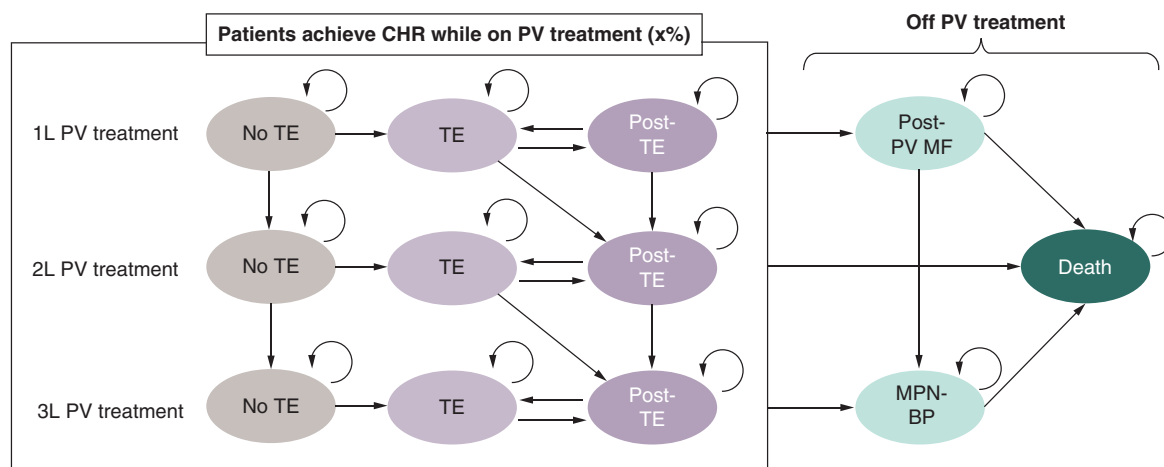 Patients achieve CHR while on PV treatment (x%)
Off PV treatment
1L PV treatment
No TE
TE
Post-
TE
Post-
PV MF
2L PV treatment
No TE
TE
Post-
TE
Death
3L PV treatment
No TE
TE
Post-
TE
MPN-
BP